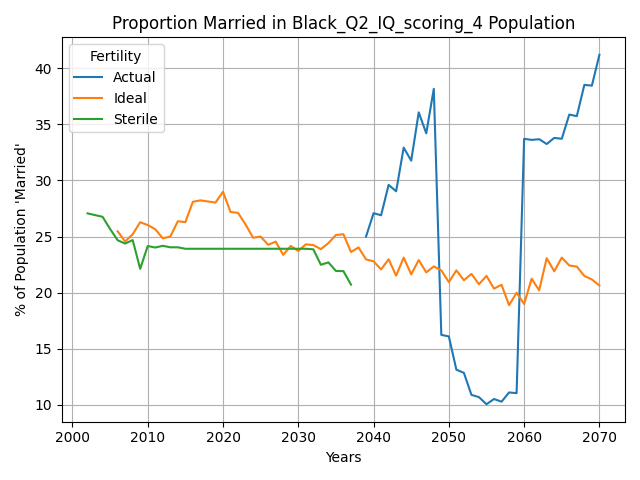 Proportion Married in Black_Q2_IQ_scoring_4 Population
% of Population 'Married'
Fertility
Actual
Ideal
Sterile
40
35
30
25
20
15
10
2000 2010 2020 2030 2040 2050 2060 2070
Years